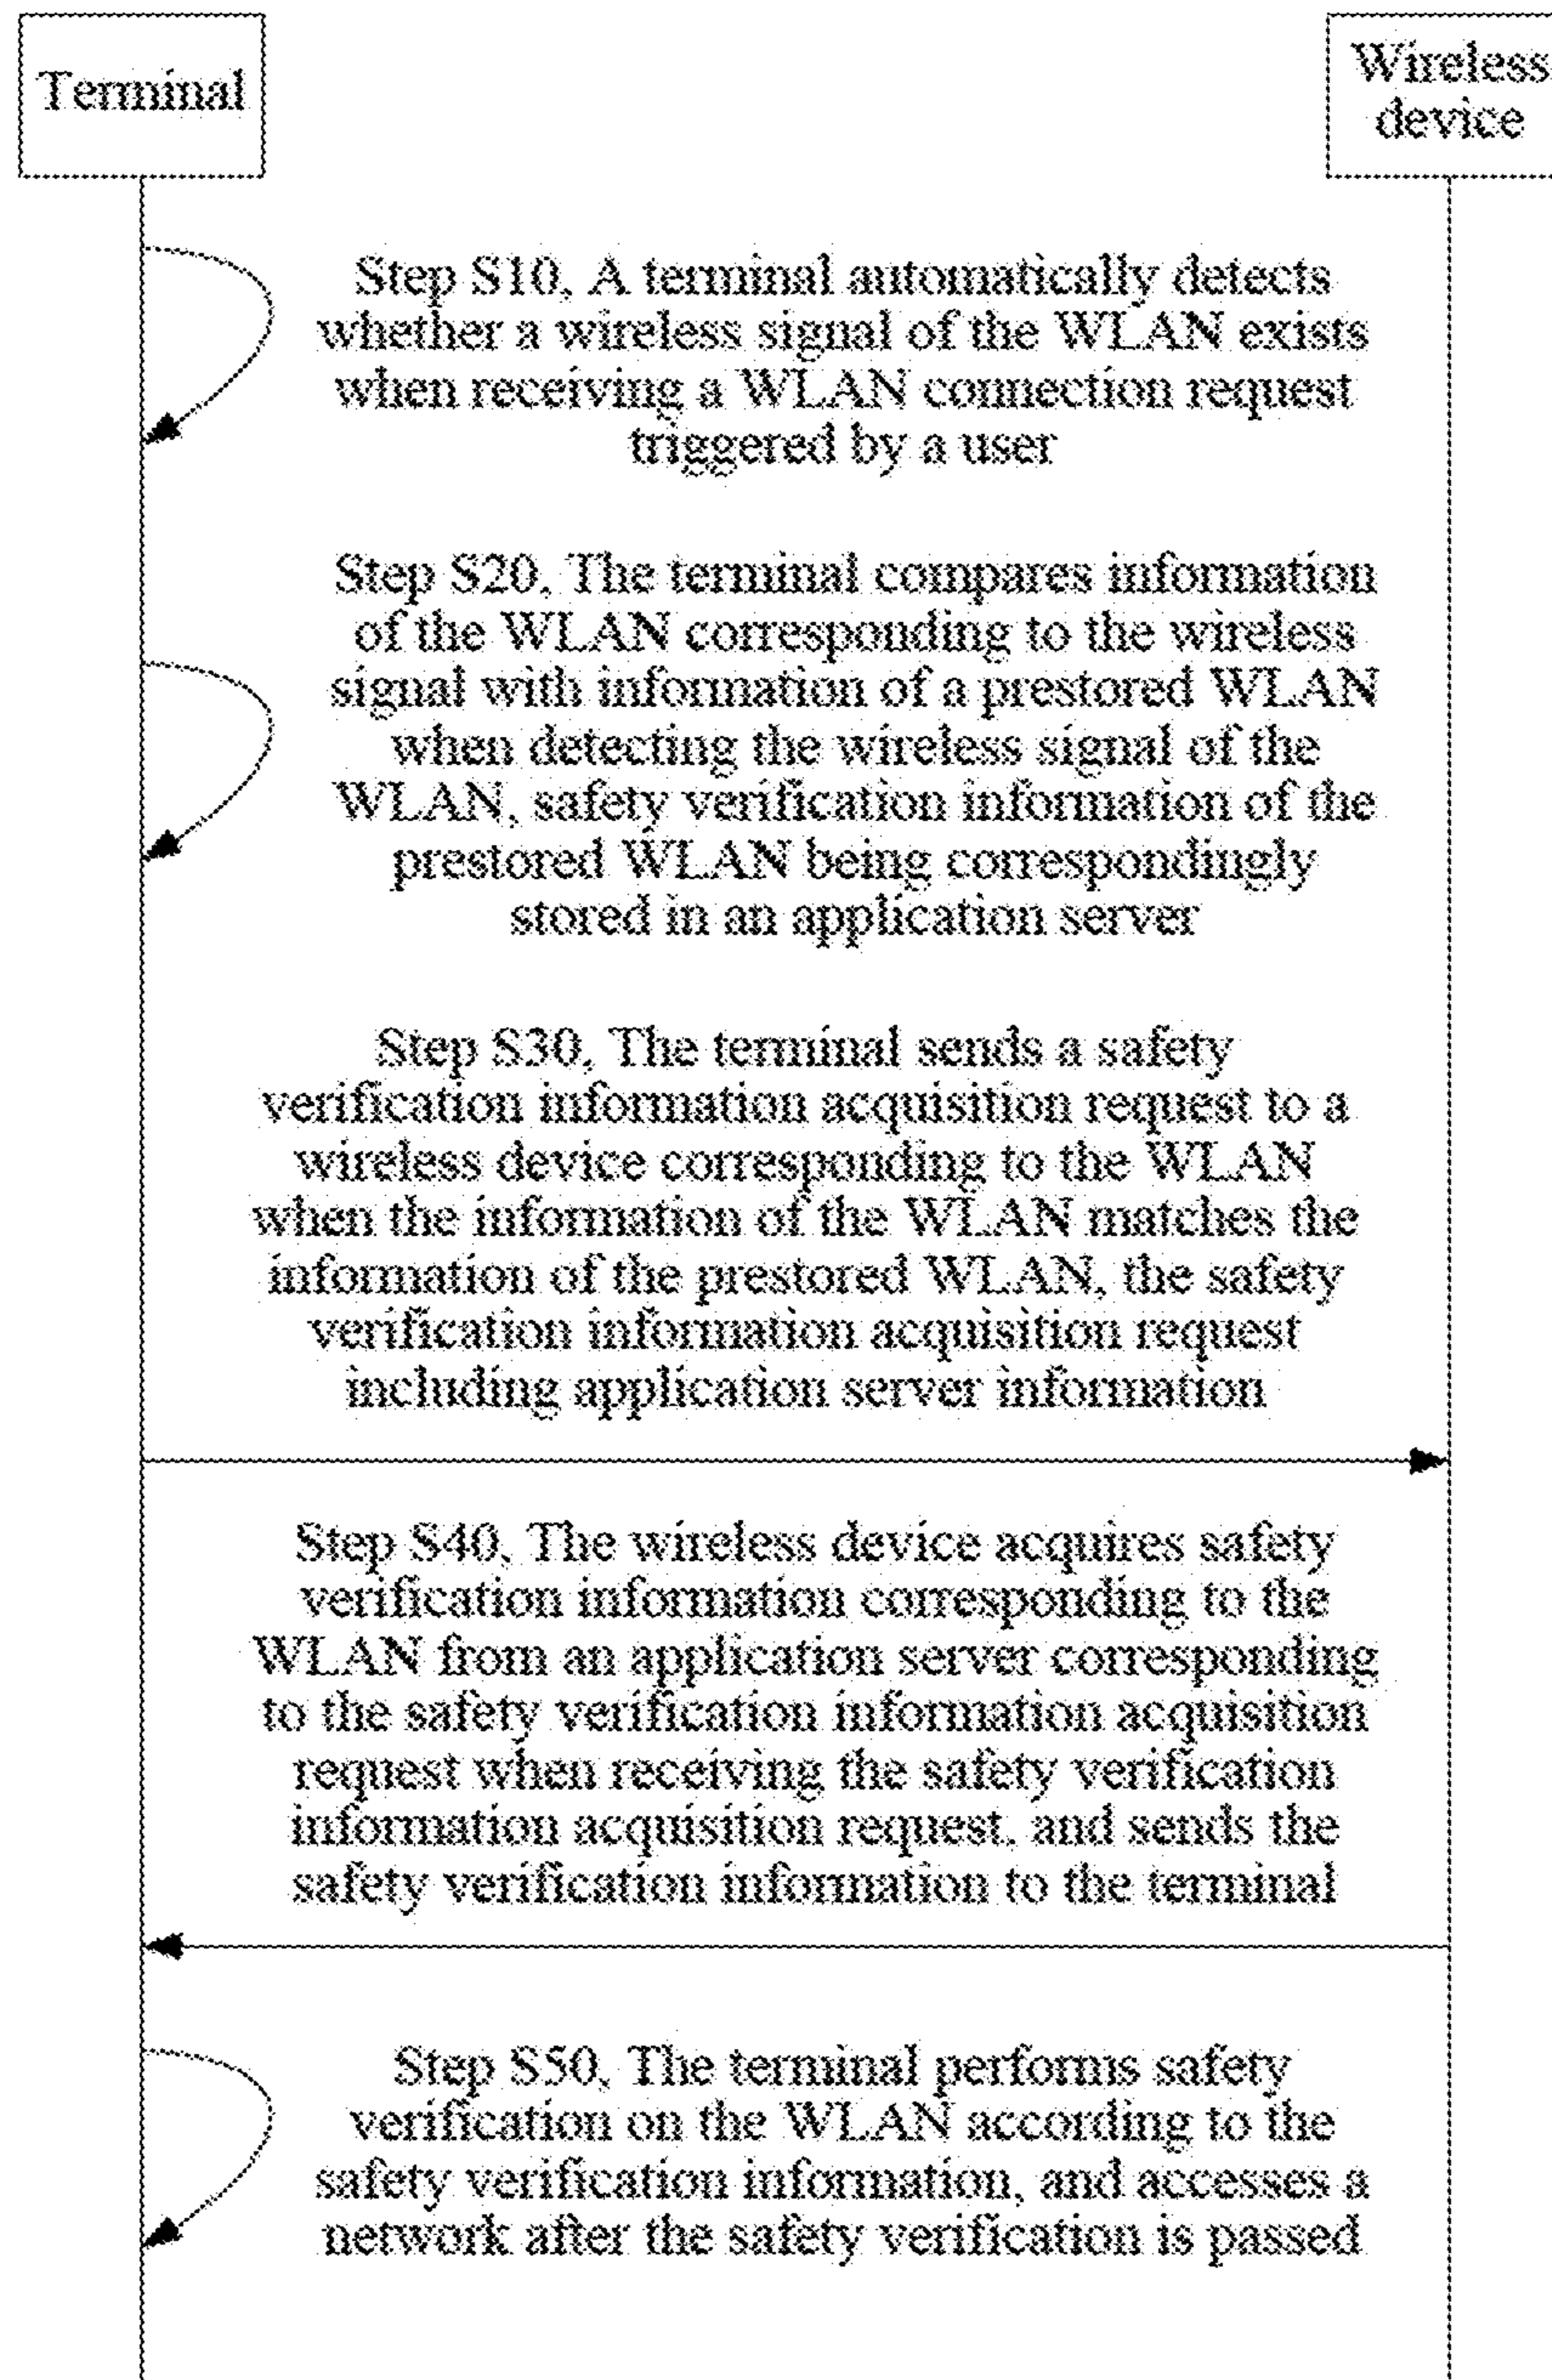 Terminal
Wireless
device
Step S10, A terminal automatically detects
whether a wireless signal of the WLAN exists
when receiving a WLAN connection request
triggered by a user
Step S20, The terminal compares information
of the WLAN corresponding to the wireless
signal with information of a prestored WLAN
when detecting the wireless signal of the
WLAN, safety verification information of the
prestored WLAN being correspondingly
stored in an application server
Step S30, The terminal sends a safety
verification information acquisition request to a
wireless device corresponding to the WLAN
when the information of the WLAN matches the
information of the prestored WLAN, the safety
verification information acquisition request
including application server information
Step S40, The wireless device acquires safety
verification information corresponding to the
WLAN from an application server corresponding
to the safety verification information acquisition
request when receiving the safety verification
information acquisition request, and sends the
safety verification information to the terminal
Step S50, The terminal performs safety
verification on the WLAN according to the
safety verification information, and accesses a
network after the safety verification is passed